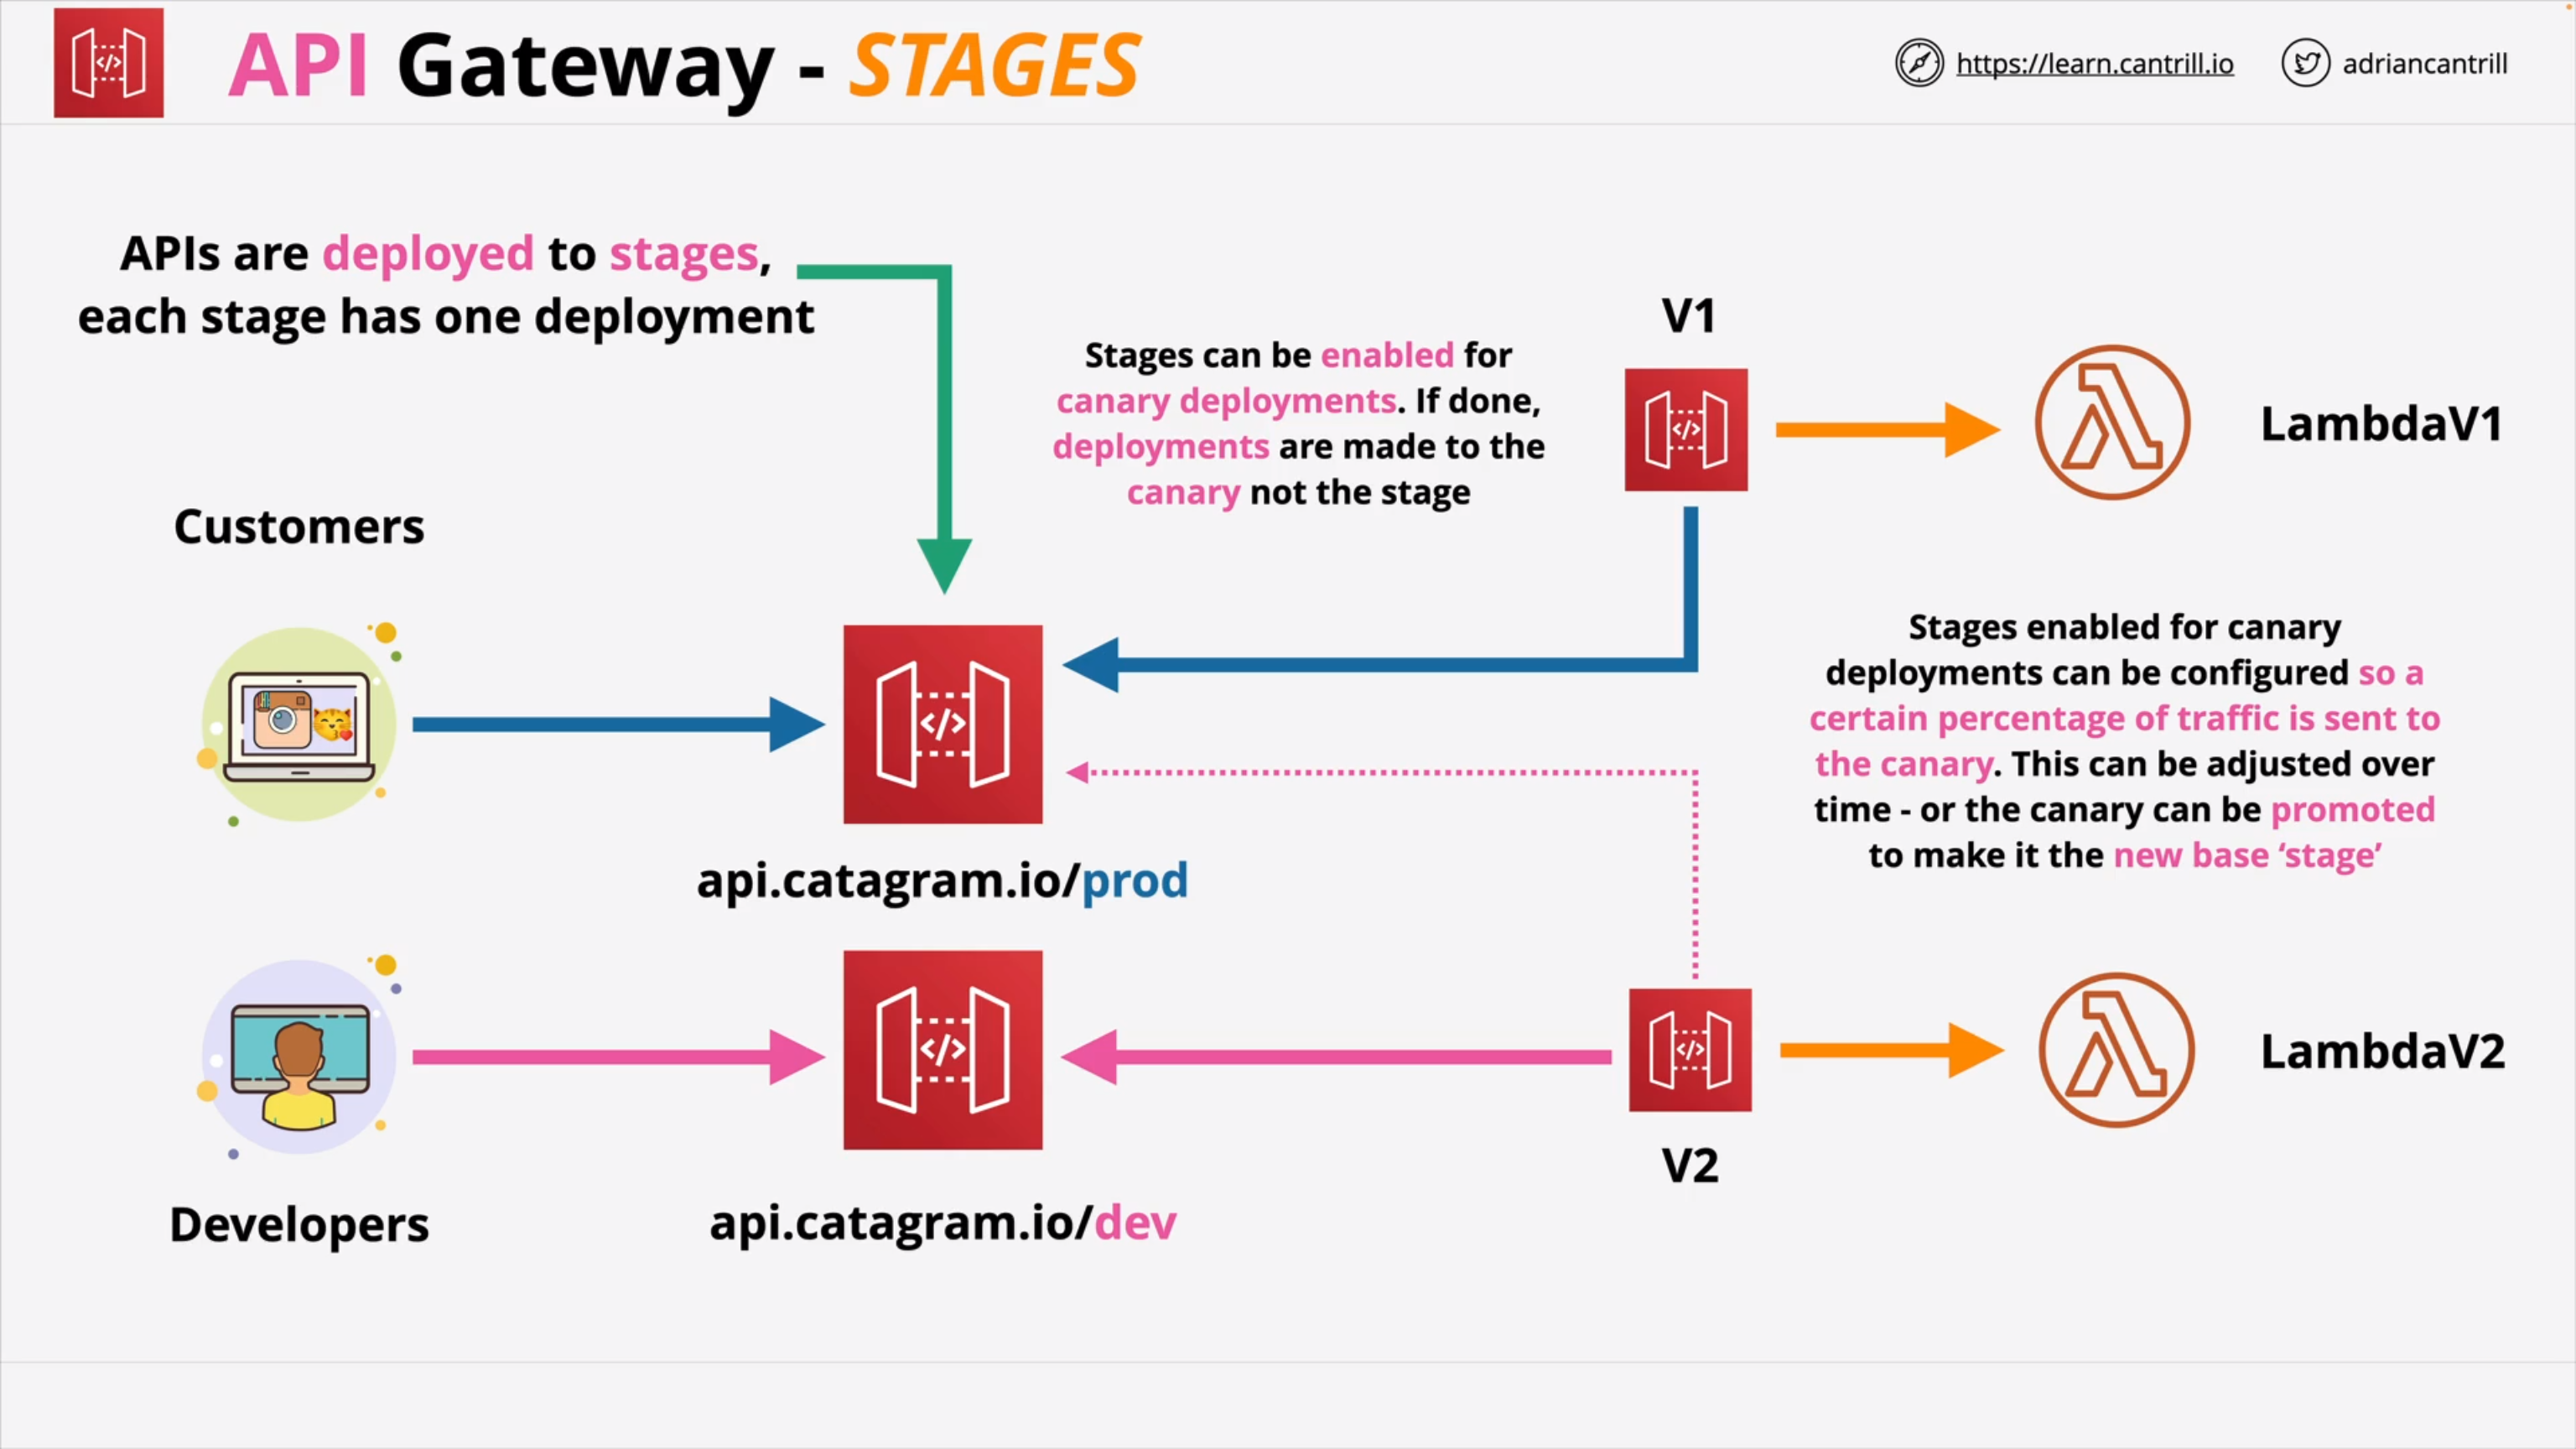 API Gateway - STAGES
https://learn.cantrill.io
adriancantrill
APIs are deployed to stages,
each stage has one deployment
Stages can be enabled for
canary deployments. If done,
deployments are made to the
canary not the stage
V1
</>
LambdaV1
Customers
</>
api.catagram.io/prod
Stages enabled for canary
deployments can be configured so a
certain percentage of traffic is sent to
the canary. This can be adjusted over
time - or the canary can be promoted
to make it the new base ‘stage’
Developers
</>
api.catagram.io/dev
</>
V2
LambdaV2